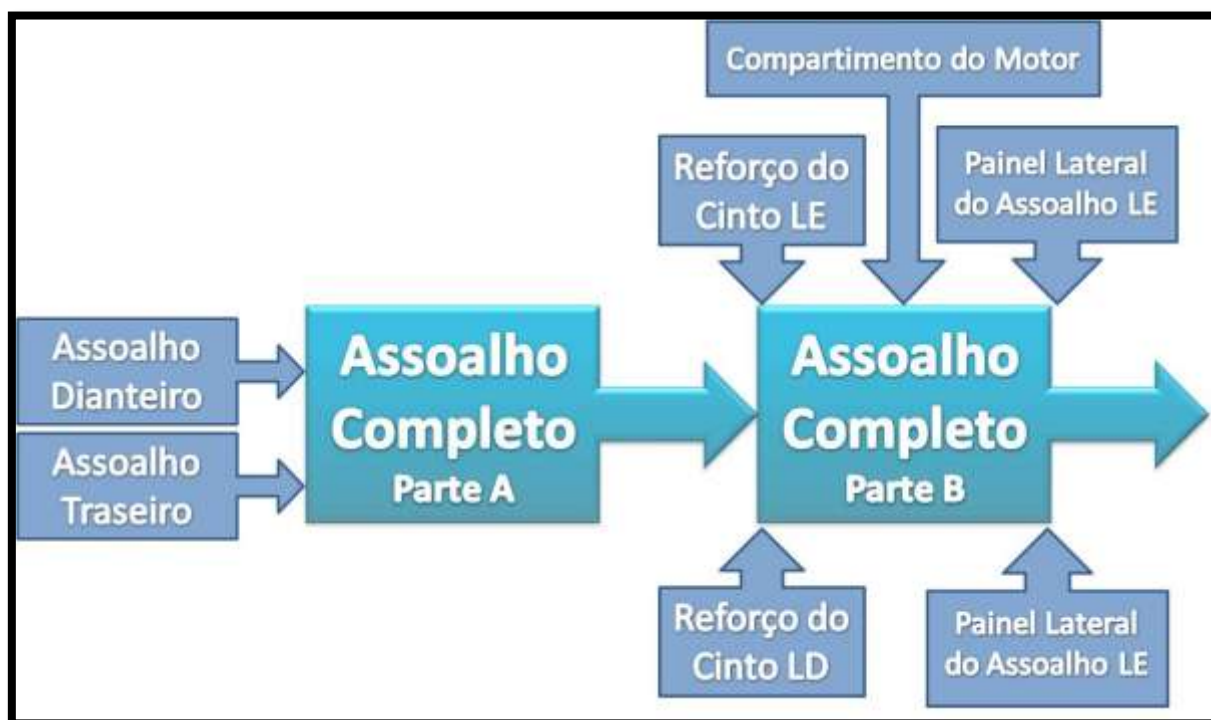 Compartimento do Motor
Reforço do
Cinto LE
Painel Lateral
do Assoalho LE
Assoalho
Dianteiro
Assoalho
Traseiro
Assoalho
Completo
Parte A
Assoalho
Completo
Parte B
Reforço do
Cinto LD
Painel Lateral
do Assoalho LE